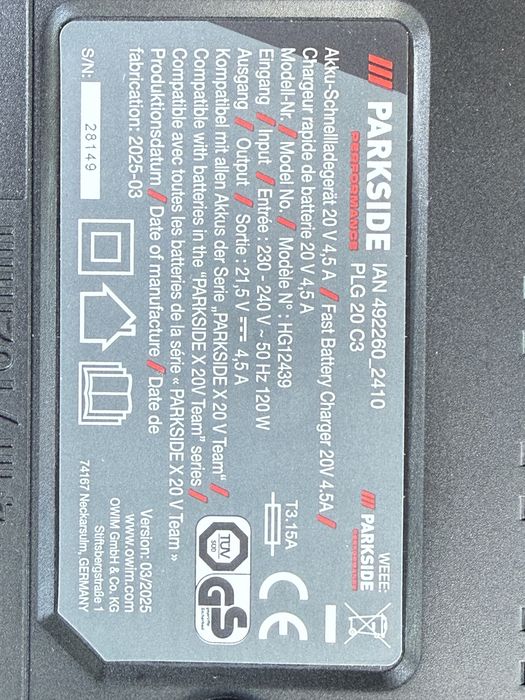 PARKSIDE IAN 492260_2410
PERFORMANCE PLG 20 C3
Akku-Schnellladegerät 20 V 4,5 A / Fast Battery Charger 20V 4.5A /
Chargeur rapide de batterie 20 V 4,5 A
Modell-Nr. / Model No. / Modèle N° : HG12439
Eingang / Input / Entrée : 230 - 240 V ~ 50 Hz 120 W
Ausgang / Output / Sortie : 21,5 V ⎓ 4,5 A
Kompatibel mit allen Akkus der Serie „PARKSIDE X 20 V Team“ /
Compatible with batteries in the “PARKSIDE X 20V Team” series /
Compatible avec toutes les batteries de la série « PARKSIDE X 20 V Team »
Produktionsdatum / Date of manufacture / Date de
fabrication: 2025-03
S/N: 28149
WEEE:
PARKSIDE
PERFORMANCE
T3.15A
CE
TÜV
SÜD
GS
Version: 03/2025
www.owim.com
OWIM GmbH & Co. KG
Stiftsbergstraße 1
74167 Neckarsulm, GERMANY